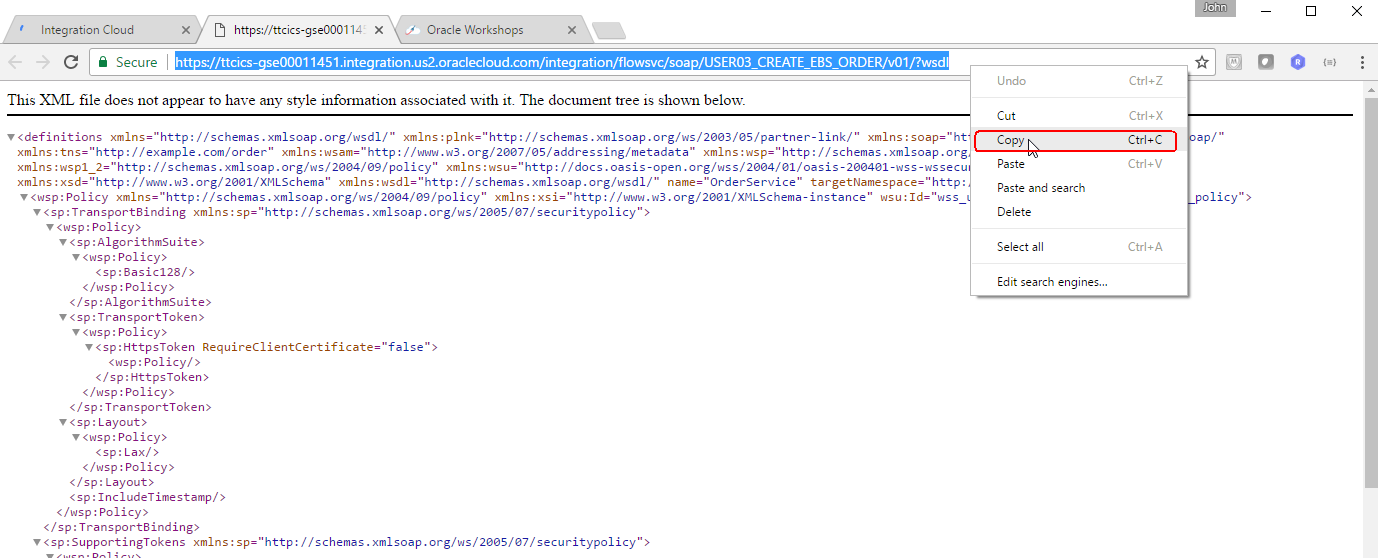 John
Integration Cloud
https://ttcics-gse0001145
Oracle Workshops
Secure
https://ttcics-gse00011451.integration.us2.oraclecloud.com/integration/flowsvc/soap/USER03_CREATE_EBS_ORDER/v01/?wsdl
Undo Ctrl+Z
Cut Ctrl+X
Copy Ctrl+C
Paste Ctrl+V
Paste and search
Delete
Select all Ctrl+A
Edit search engines...
This XML file does not appear to have any style information associated with it. The document tree is shown below.
<definitions xmlns="http://schemas.xmlsoap.org/wsdl/" xmlns:plnk="http://schemas.xmlsoap.org/ws/2003/05/partner-link/" xmlns:soap="htt oap/"
xmlns:tns="http://example.com/order" xmlns:wsam="http://www.w3.org/2007/05/addressing/metadata" xmlns:wsp="http://schemas.xmlso
xmlns:wsp1_2="http://schemas.xmlsoap.org/ws/2004/09/policy" xmlns:wsu="http://docs.oasis-open.org/wss/2004/01/oasis-200401-wss-wssecur
xmlns:xsd="http://www.w3.org/2001/XMLSchema" xmlns:wsdl="http://schemas.xmlsoap.org/wsdl/" name="OrderService" targetNamespace="http:/
<wsp:Policy xmlns="http://schemas.xmlsoap.org/ws/2004/09/policy" xmlns:xsi="http://www.w3.org/2001/XMLSchema-instance" wsu:Id="wss_u _policy">
<sp:TransportBinding xmlns:sp="http://schemas.xmlsoap.org/ws/2005/07/securitypolicy">
<wsp:Policy>
<sp:AlgorithmSuite>
<wsp:Policy>
<sp:Basic128/>
</wsp:Policy>
</sp:AlgorithmSuite>
<sp:TransportToken>
<wsp:Policy>
<sp:HttpsToken RequireClientCertificate="false">
<wsp:Policy/>
</sp:HttpsToken>
</wsp:Policy>
</sp:TransportToken>
<sp:Layout>
<wsp:Policy>
<sp:Lax/>
</wsp:Policy>
</sp:Layout>
<sp:IncludeTimestamp/>
</wsp:Policy>
</sp:TransportBinding>
<sp:SupportingTokens xmlns:sp="http://schemas.xmlsoap.org/ws/2005/07/securitypolicy">
<wsp:Policy>